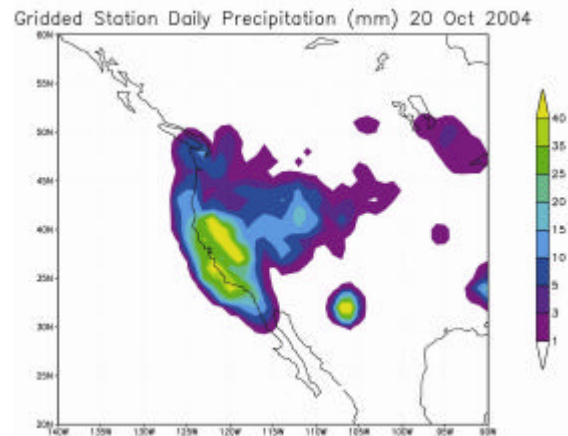 Gridded Station Daily Precipitation (mm) 20 Oct 2004
60N
55N
50N
45N
40N
35N
30N
25N
20N
140W 135W 130W 125W 120W 115W 110W 105W 100W 95W 90W
40
35
30
25
20
15
10
5
3
1